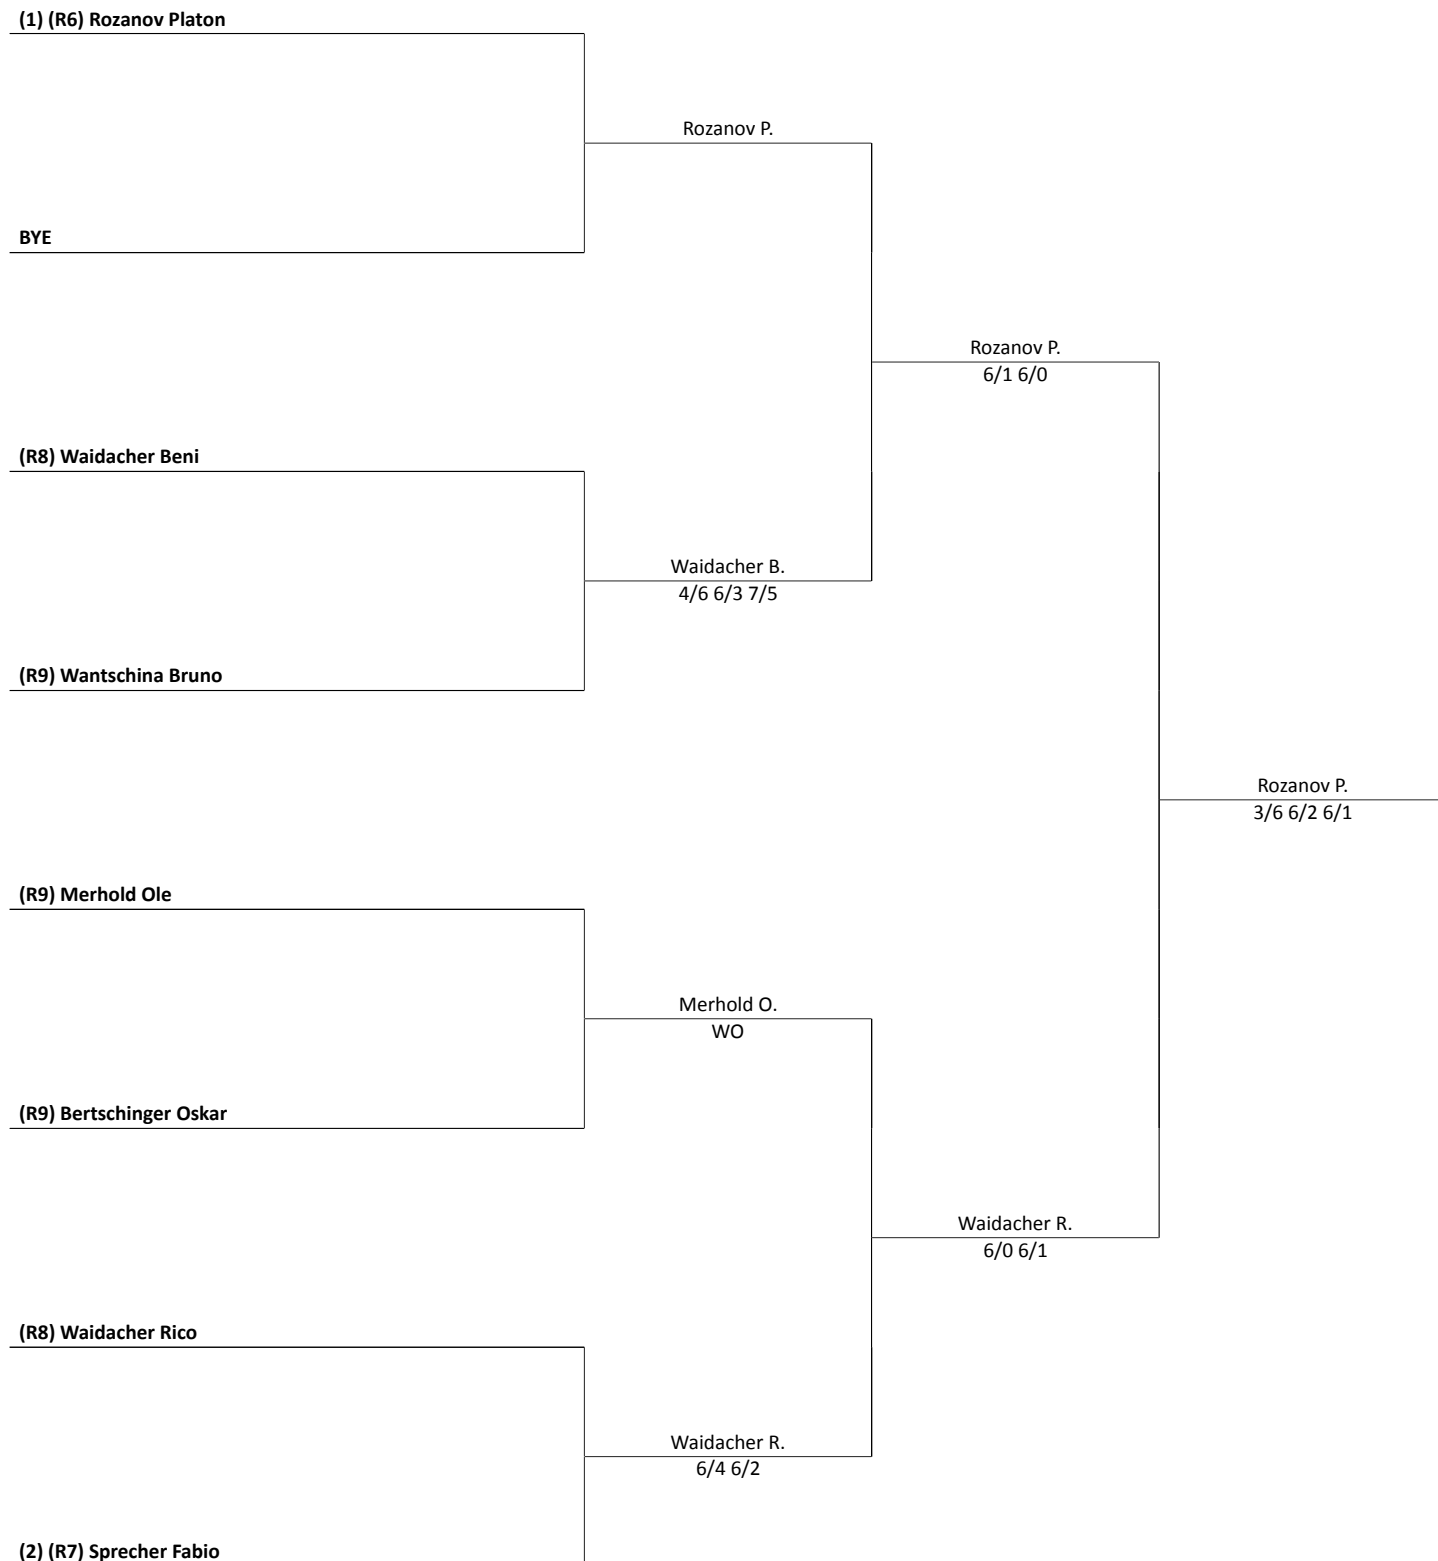 (1) (R6) Rozanov Platon
Rozanov P.
BYE
Rozanov P.
6/1 6/0
(R8) Waidacher Beni
Waidacher B.
4/6 6/3 7/5
(R9) Wantschina Bruno
Rozanov P.
3/6 6/2 6/1
(R9) Merhold Ole
Merhold O.
WO
(R9) Bertschinger Oskar
Waidacher R.
6/0 6/1
(R8) Waidacher Rico
Waidacher R.
6/4 6/2
(2) (R7) Sprecher Fabio